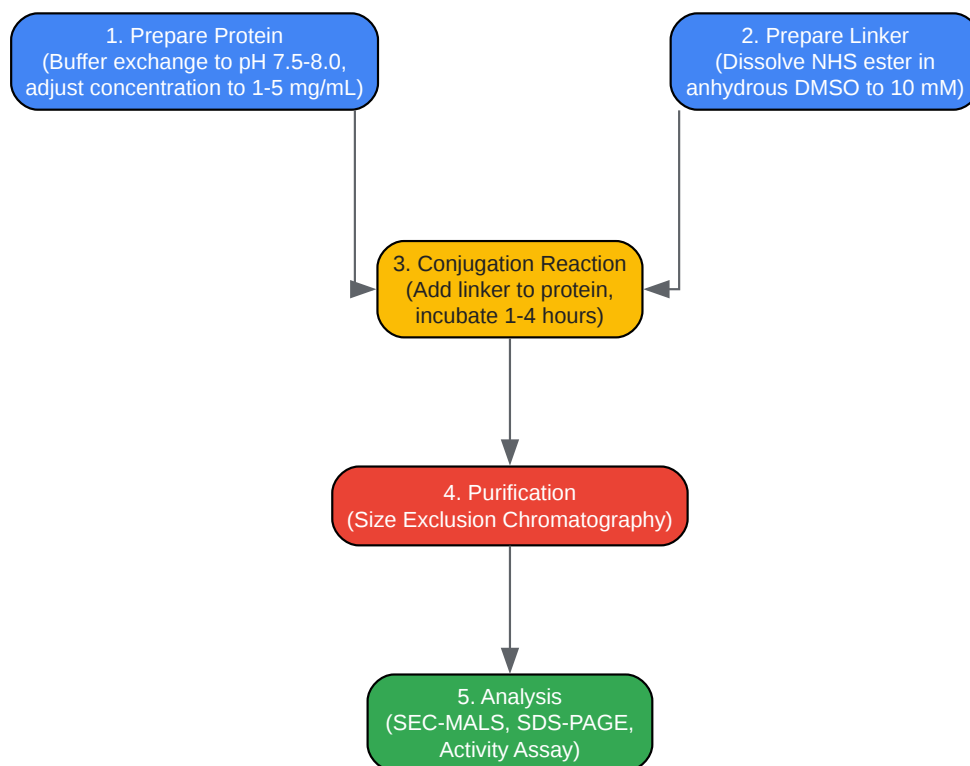 1. Prepare Protein
(Buffer exchange to pH 7.5-8.0,
adjust concentration to 1-5 mg/mL)
2. Prepare Linker
(Dissolve NHS ester in
anhydrous DMSO to 10 mM)
3. Conjugation Reaction
(Add linker to protein,
incubate 1-4 hours)
4. Purification
(Size Exclusion Chromatography)
5. Analysis
(SEC-MALS, SDS-PAGE,
Activity Assay)